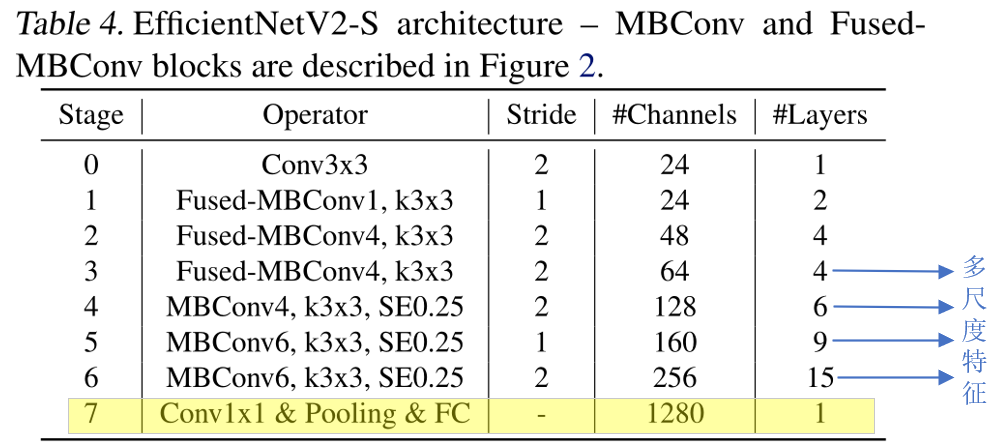 Table 4. EfficientNetV2-S architecture – MBConv and Fused-
MBConv blocks are described in Figure 2.
Stage Operator Stride #Channels #Layers
0 Conv3x3 2 24 1
1 Fused-MBConv1, k3x3 1 24 2
2 Fused-MBConv4, k3x3 2 48 4
3 Fused-MBConv4, k3x3 2 64 4
4 MBConv4, k3x3, SE0.25 2 128 6
5 MBConv6, k3x3, SE0.25 1 160 9
6 MBConv6, k3x3, SE0.25 2 256 15
7 Conv1x1 & Pooling & FC - 1280 1
多尺度特征